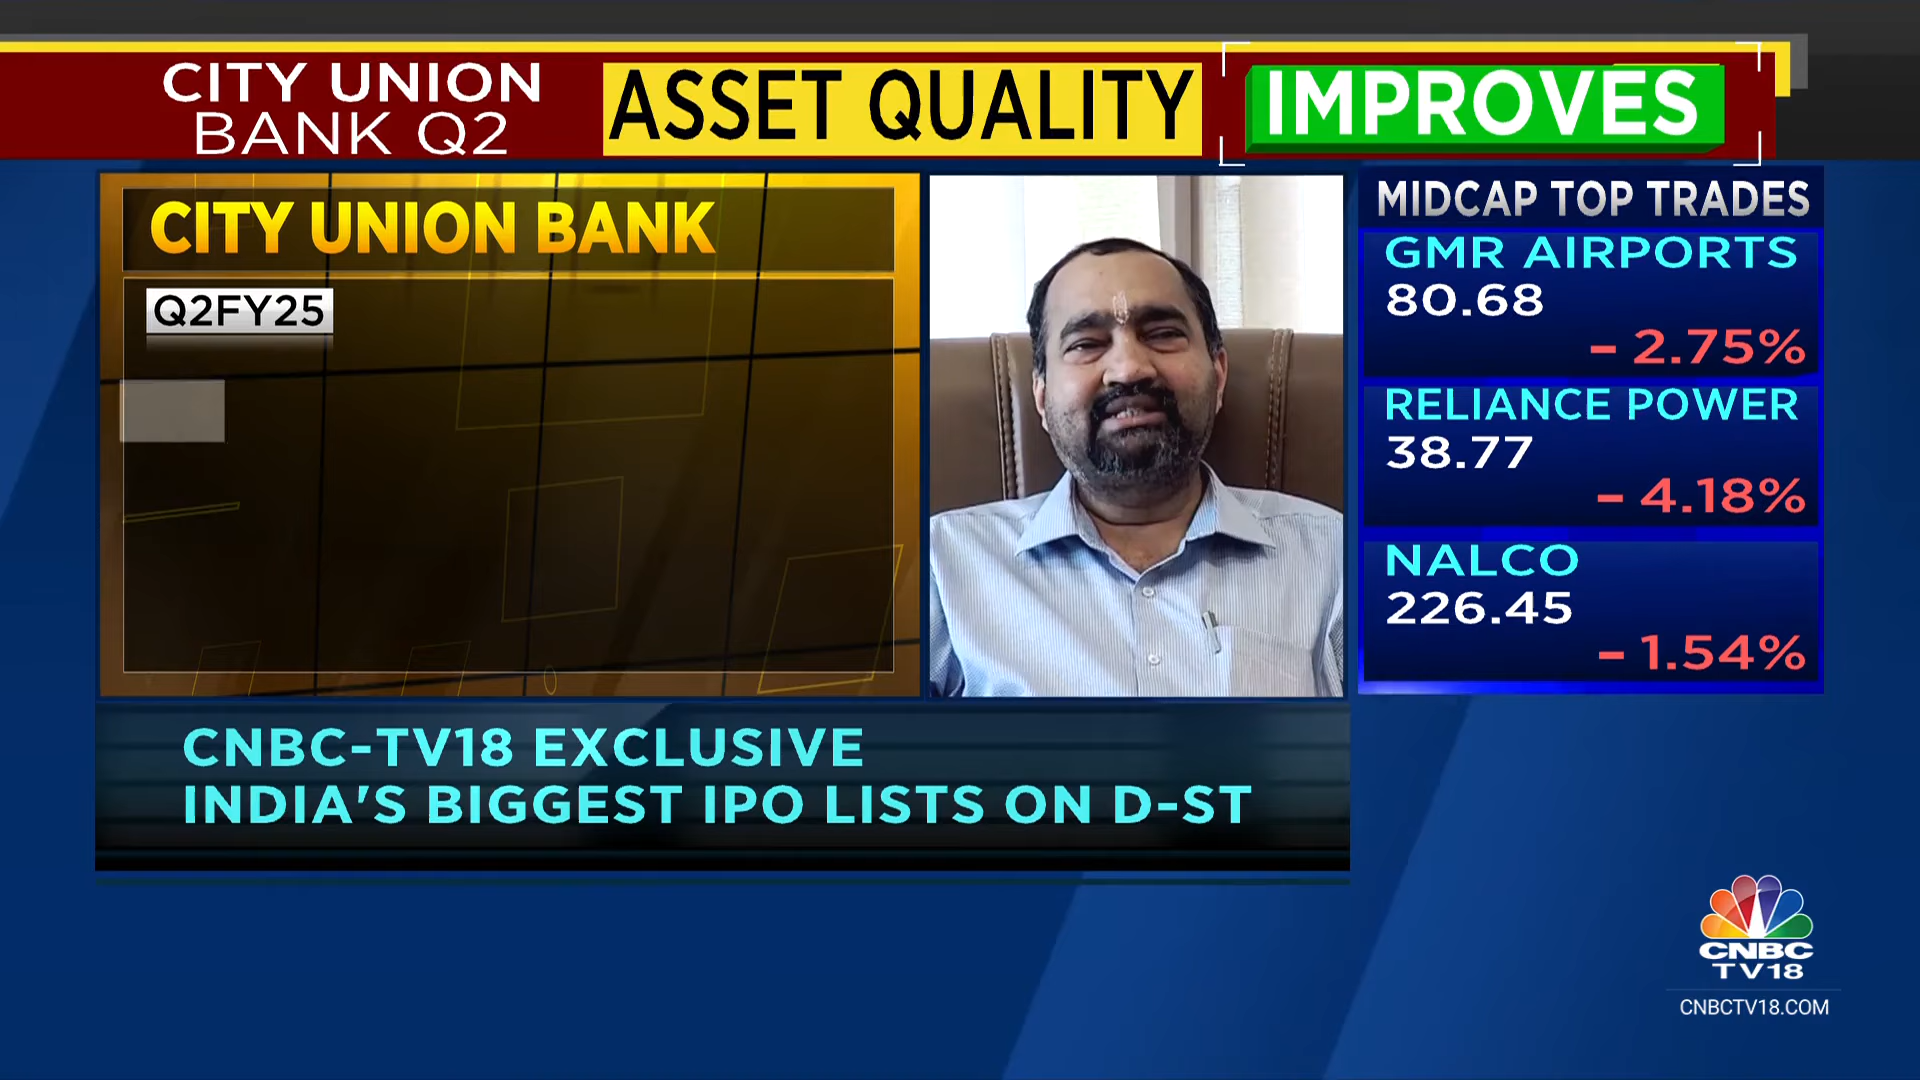 CITY UNION
BANK Q2
ASSET QUALITY
IMPROVES
CITY UNION BANK
Q2FY25
MIDCAP TOP TRADES
GMR AIRPORTS
80.68
- 2.75%
RELIANCE POWER
38.77
- 4.18%
NALCO
226.45
- 1.54%
CNBC-TV18 EXCLUSIVE
INDIA'S BIGGEST IPO LISTS ON D-ST
CNBC
TV18
CNBCTV18.COM